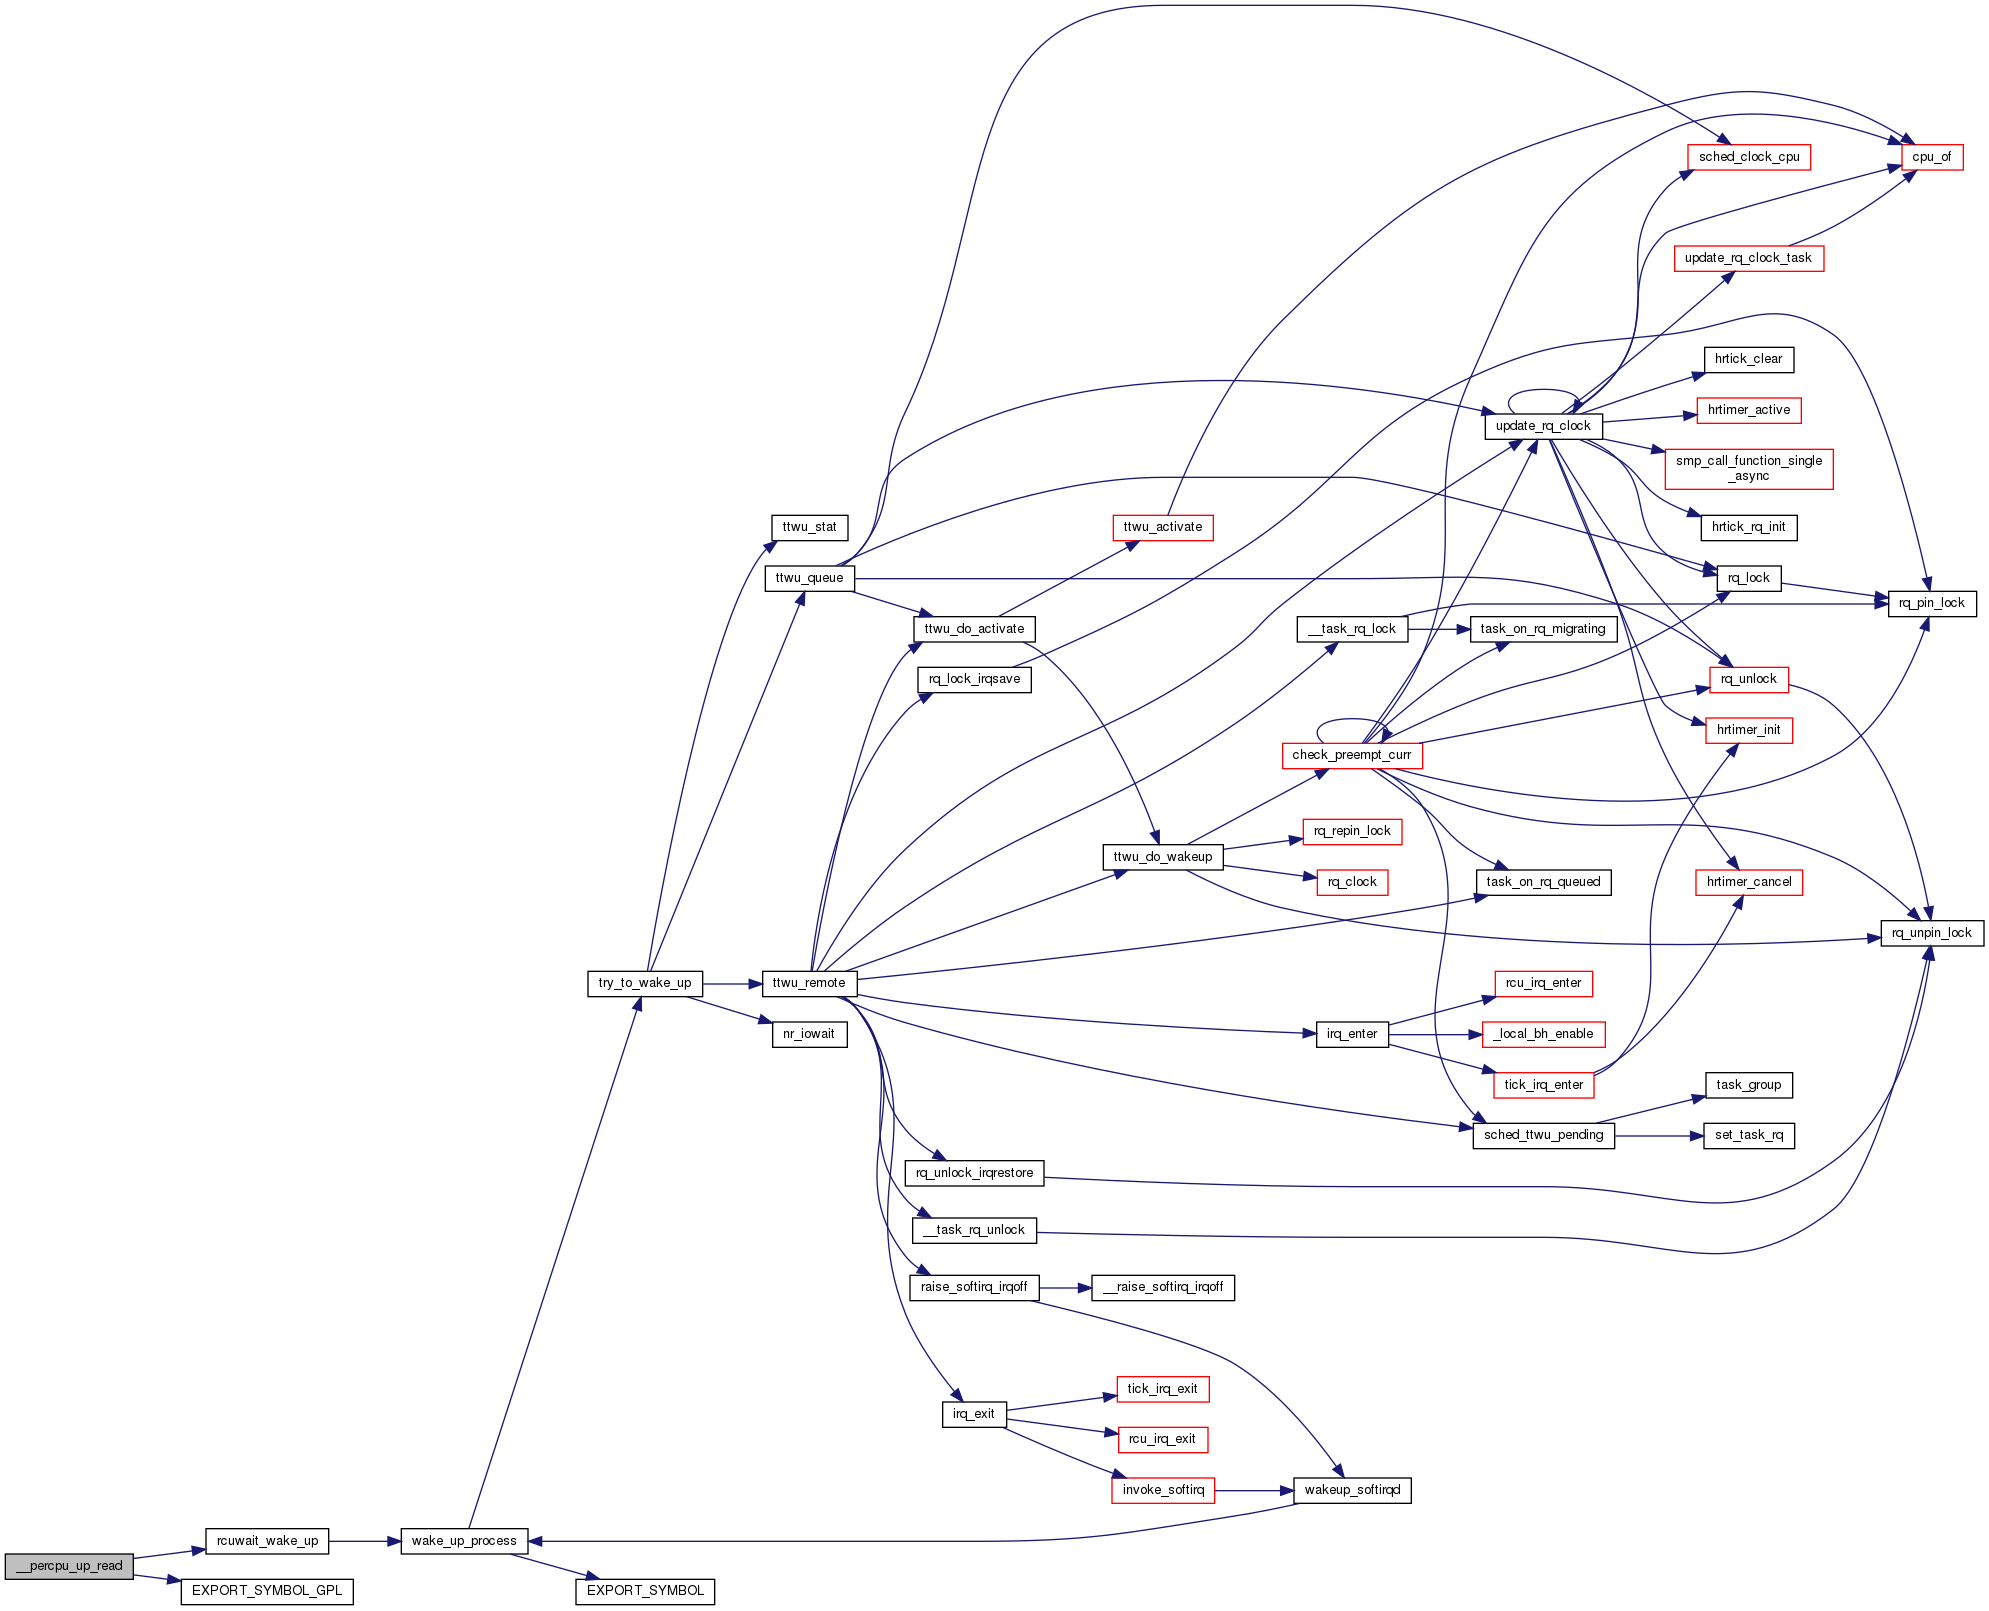 sched_clock_cpu
cpu_of
update_rq_clock_task
hrtick_clear
hrtimer_active
update_rq_clock
smp_call_function_single
_async
ttwu_stat
ttwu_activate
hrtick_rq_init
ttwu_queue
rq_lock
rq_pin_lock
ttwu_do_activate
__task_rq_lock
task_on_rq_migrating
rq_lock_irqsave
rq_unlock
hrtimer_init
check_preempt_curr
rq_repin_lock
ttwu_do_wakeup
rq_clock
task_on_rq_queued
hrtimer_cancel
rq_unpin_lock
try_to_wake_up
ttwu_remote
rcu_irq_enter
nr_iowait
irq_enter
_local_bh_enable
tick_irq_enter
task_group
sched_ttwu_pending
set_task_rq
rq_unlock_irqrestore
__task_rq_unlock
raise_softirq_irqoff
__raise_softirq_irqoff
tick_irq_exit
irq_exit
rcu_irq_exit
invoke_softirq
wakeup_softirqd
rcuwait_wake_up
wake_up_process
__percpu_up_read
EXPORT_SYMBOL_GPL
EXPORT_SYMBOL